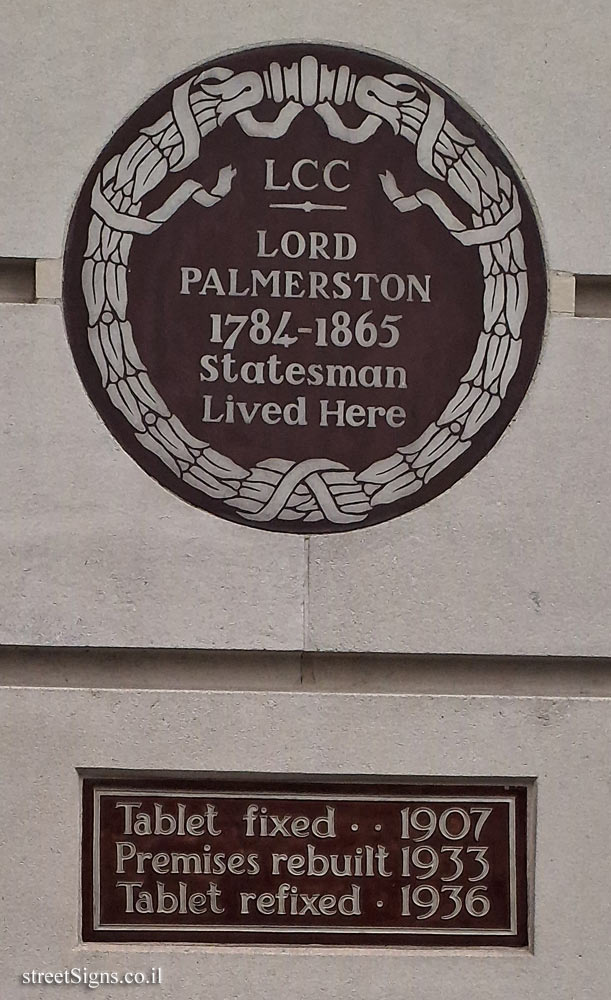 LCC
LORD
PALMERSTON
1784-1865
Statesman
Lived Here
Tablet fixed . . 1907
Premises rebuilt 1933
Tablet refixed . 1936
streetSigns.co.il